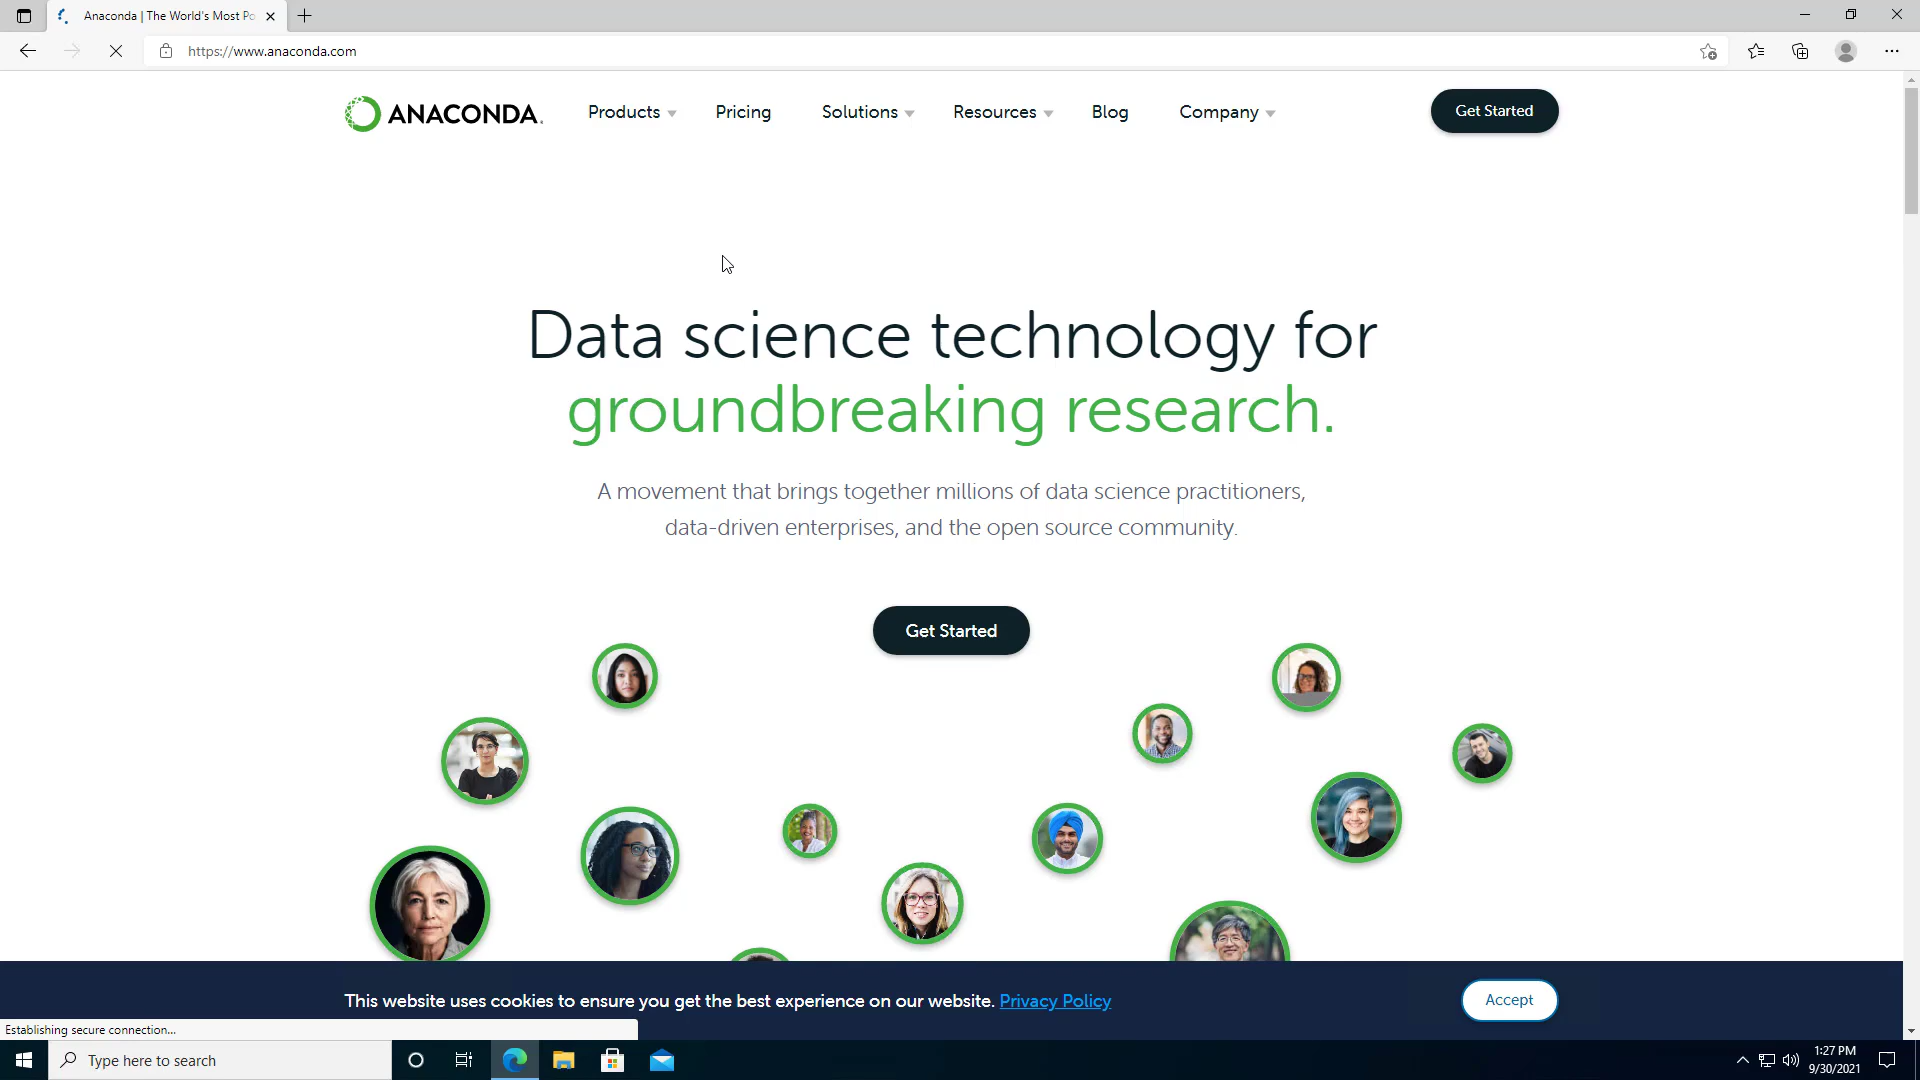 Anaconda | The World's Most Po
https://www.anaconda.com
ANACONDA.
Products
Pricing
Solutions
Resources
Blog
Company
Get Started
Data science technology for
groundbreaking research.
A movement that brings together millions of data science practitioners,
data-driven enterprises, and the open source community.
Get Started
This website uses cookies to ensure you get the best experience on our website. Privacy Policy
Accept
Establishing secure connection...
Type here to search
1:27 PM
9/30/2021